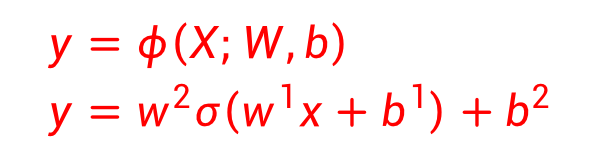 y = ϕ(X; W, b)
y = w²σ(w¹x + b¹) + b²